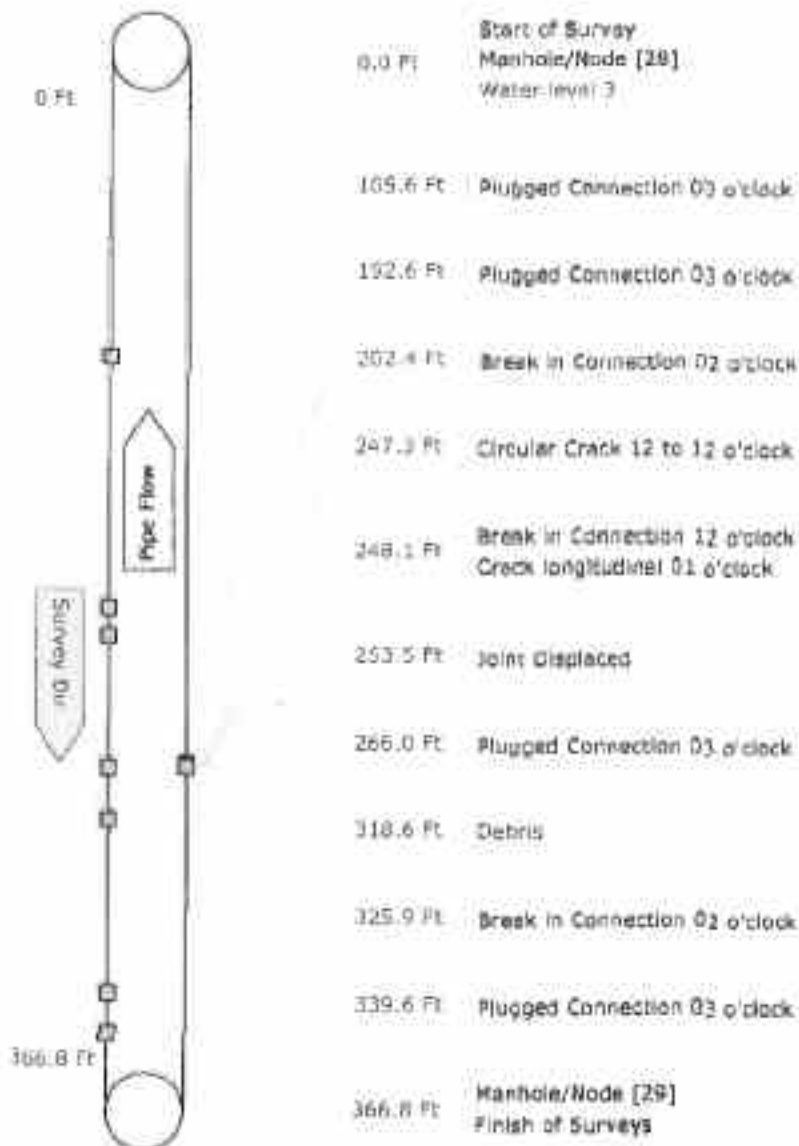 0 Ft
0.0 Ft
Start of Survey
Manhole/Node [28]
Water level 3
Plugged Connection 03 o'clock
192.6 Ft Plugged Connection 03 o'clock
202.4 Ft Break in Connection 02 o'clock
247.3 Ft Circular Crack 12 to 12 o'clock
248.1 Ft
Break in Connection 12 o'clock
Crack longitudinel 01 o'clock
253.5 Ft Joint Displaced
266.0 Ft Plugged Connection 03 o'clock
318.6 Ft Debris
325.9 Ft Break in Connection 02 o'clock
339.6 Ft Plugged Connection 03 o'clock
366.8 Ft
366.8 Ft
Manhole/Node [29]
Finish of Surveys
Pipe Flow
Survey Dir